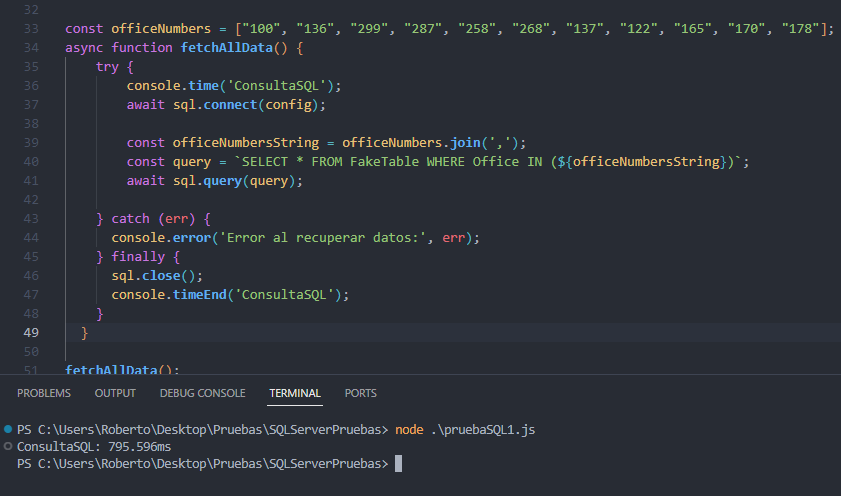 32
33 const officeNumbers = ["100", "136", "299", "287", "258", "268", "137", "122", "165", "170", "178"];
34 async function fetchAllData() {
35 try {
36 console.time('ConsultaSQL');
37 await sql.connect(config);
38
39 const officeNumbersString = officeNumbers.join(',');
40 const query = `SELECT * FROM FakeTable WHERE Office IN (${officeNumbersString})`;
41 await sql.query(query);
42
43 } catch (err) {
44 console.error('Error al recuperar datos:', err);
45 } finally {
46 sql.close();
47 console.timeEnd('ConsultaSQL');
48 }
49 }
50
51 fetchAllData();
PROBLEMS OUTPUT DEBUG CONSOLE TERMINAL PORTS
PS C:\Users\Roberto\Desktop\Pruebas\SQLServerPruebas> node .\pruebaSQL1.js
ConsultaSQL: 795.596ms
PS C:\Users\Roberto\Desktop\Pruebas\SQLServerPruebas>